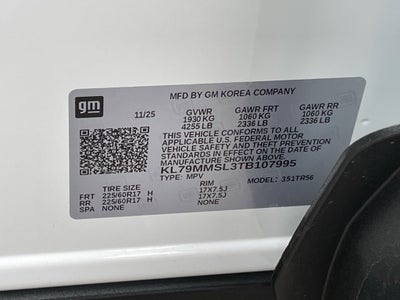 gm
MFD BY GM KOREA COMPANY
11/25 GVWR GAWR FRT GAWR RR
1930 KG 1060 KG 1060 KG
4255 LB 2336 LB 2336 LB
THIS VEHICLE CONFORMS TO ALL
APPLICABLE U.S. FEDERAL MOTOR
VEHICLE SAFETY AND THEFT PREVENTION
STANDARDS IN EFFECT ON THE
DATE OF MANUFACTURE SHOWN ABOVE
KL79MMSL3TB107995
TYPE: MPV MODEL: 351TR56
TIRE SIZE RIM
FRT 225/60R17 H 17X7.5J
RR 225/60R17 H 17X7.5J
SPA NONE NONE